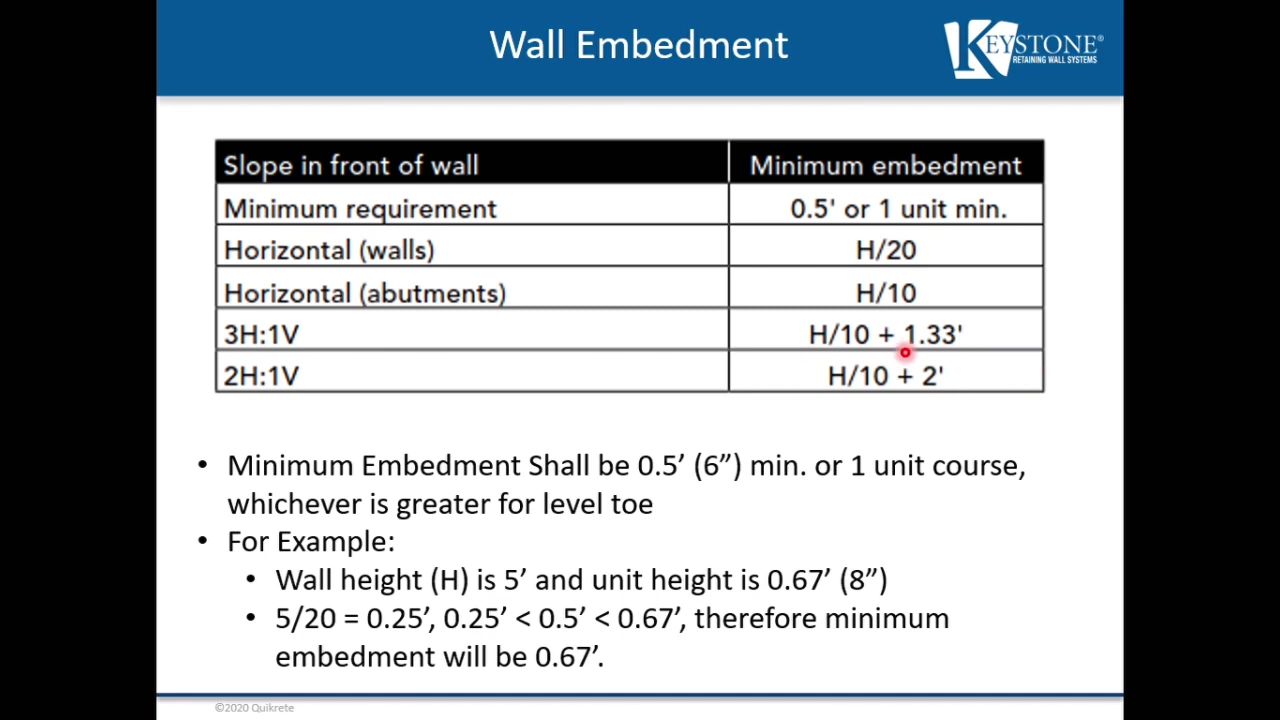 Wall Embedment
KEYSTONE®
RETAINING WALL SYSTEMS
Slope in front of wall Minimum embedment
Minimum requirement 0.5' or 1 unit min.
Horizontal (walls) H/20
Horizontal (abutments) H/10
3H:1V H/10 + 1.33'
2H:1V H/10 + 2'
• Minimum Embedment Shall be 0.5’ (6”) min. or 1 unit course,
whichever is greater for level toe
• For Example:
• Wall height (H) is 5’ and unit height is 0.67’ (8”)
• 5/20 = 0.25’, 0.25’ < 0.5’ < 0.67’, therefore minimum
embedment will be 0.67’.
©2020 Quikrete